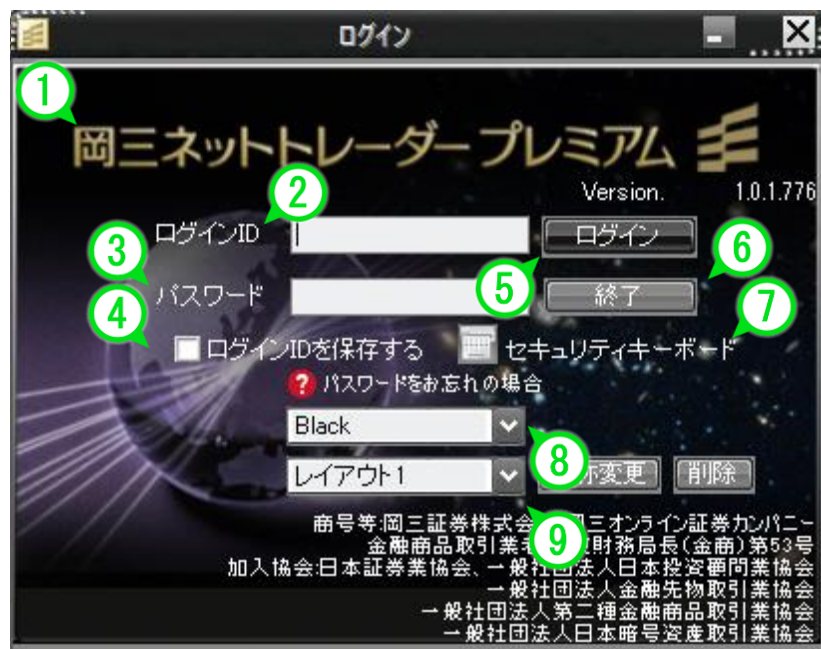 ログイン
1
岡三ネットトレーダープレミアム
2
Version. 1.0.1.776
ログインID
ログイン
3
6
パスワード
5
終了
4
7
ログインIDを保存する
セキュリティキーボード
? パスワードをお忘れの場合
Black
8
レイアウト1
変更
削除
商号等:岡三証券株式会 岡三オンライン証券カンパニー
9
金融商品取引業者 財務局長(金商)第53号
加入協会:日本証券業協会、一般社団法人日本投資顧問業協会
一般社団法人金融先物取引業協会
一般社団法人第二種金融商品取引業協会
一般社団法人日本暗号資産取引業協会